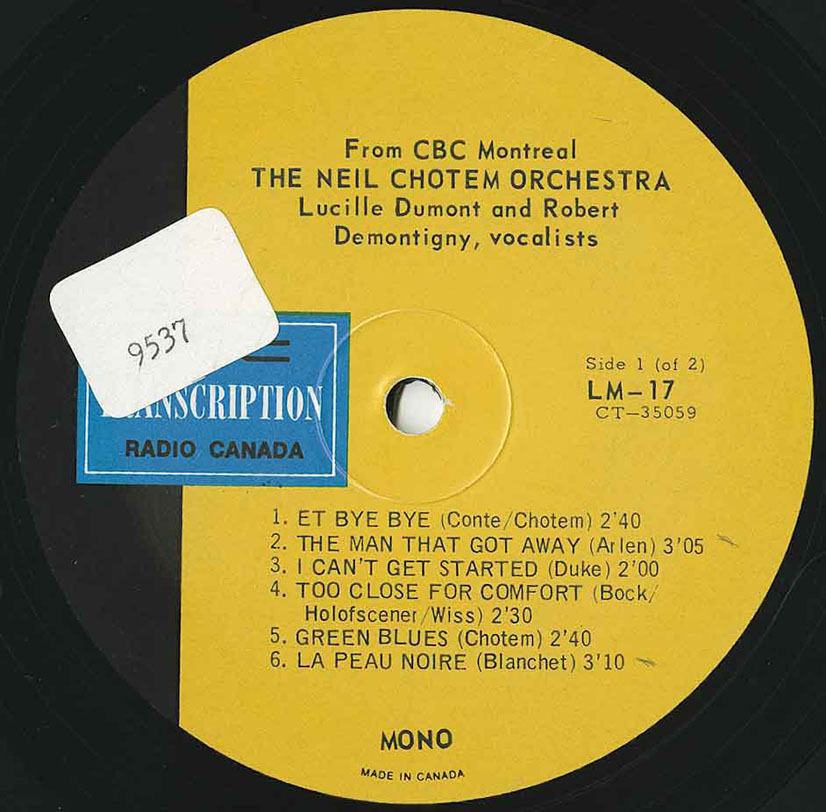 From CBC Montreal
THE NEIL CHOTEM ORCHESTRA
Lucille Dumont and Robert
Demontigny, vocalists
9537
RADIO CANADA
Side 1 (of 2)
LM-17
CT-35059
1. ET BYE BYE (Conte/Chotem) 2'40
2. THE MAN THAT GOT AWAY (Arlen) 3'05
3. I CAN'T GET STARTED (Duke) 2'00
4. TOO CLOSE FOR COMFORT (Bock/
Holofscener/Wiss) 2'30
5. GREEN BLUES (Chotem) 2'40
6. LA PEAU NOIRE (Blanchet) 3'10
MONO
MADE IN CANADA